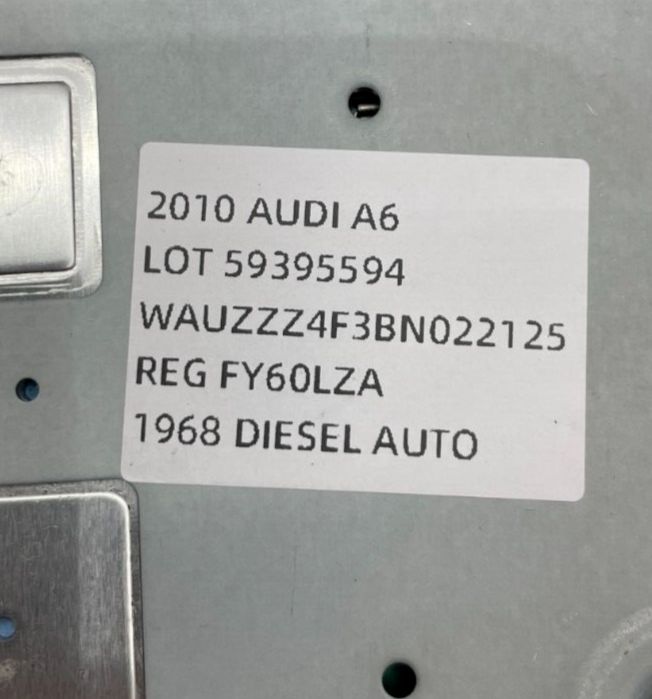 2010 AUDI A6
LOT 59395594
WAUZZZ4F3BN022125
REG FY60LZA
1968 DIESEL AUTO